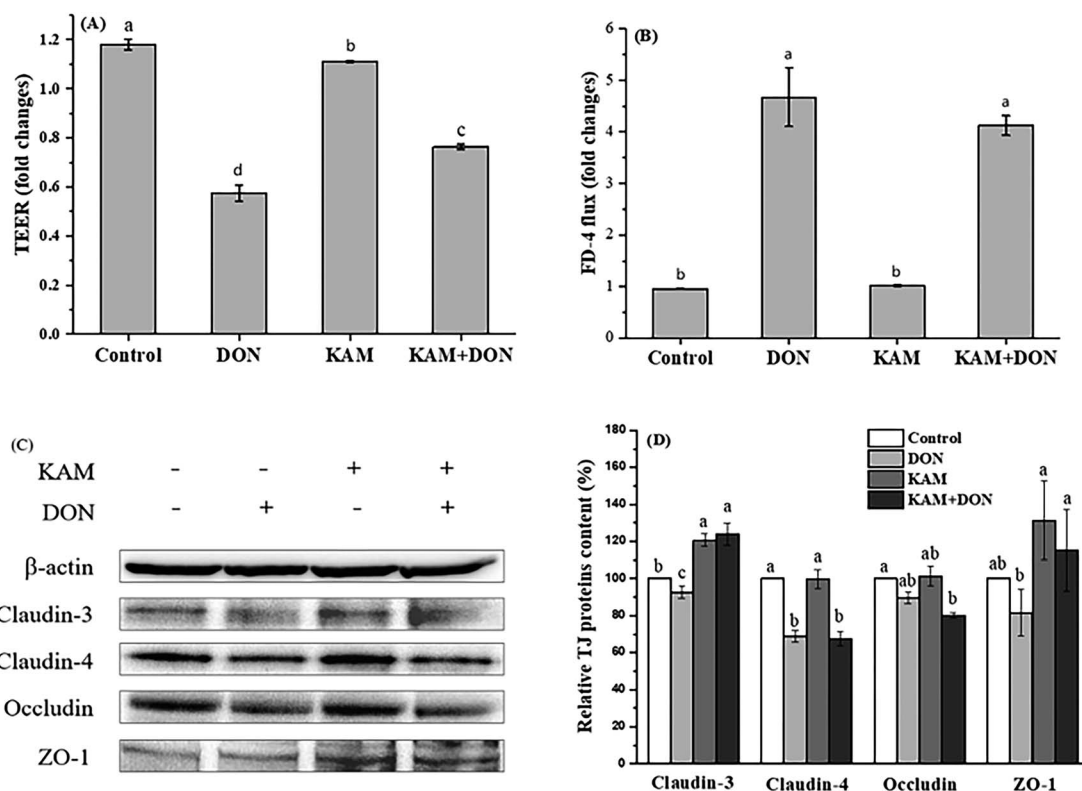 (A)
TEER (fold changes)
1.2
1.0
0.8
0.6
0.4
0.2
0.0
a
d
b
c
Control DON KAM KAM+DON
(B)
FD-4 flux (fold changes)
6
5
4
3
2
1
0
b
a
b
a
Control DON KAM KAM+DON
(C)
KAM - - + +
DON - + - +
β-actin
Claudin-3
Claudin-4
Occludin
ZO-1
(D)
Relative TJ proteins content (%)
180
160
140
120
100
80
60
40
20
0
Control
DON
KAM
KAM+DON
b c a a
a b a b
a ab ab b
ab b a a
Claudin-3 Claudin-4 Occludin ZO-1